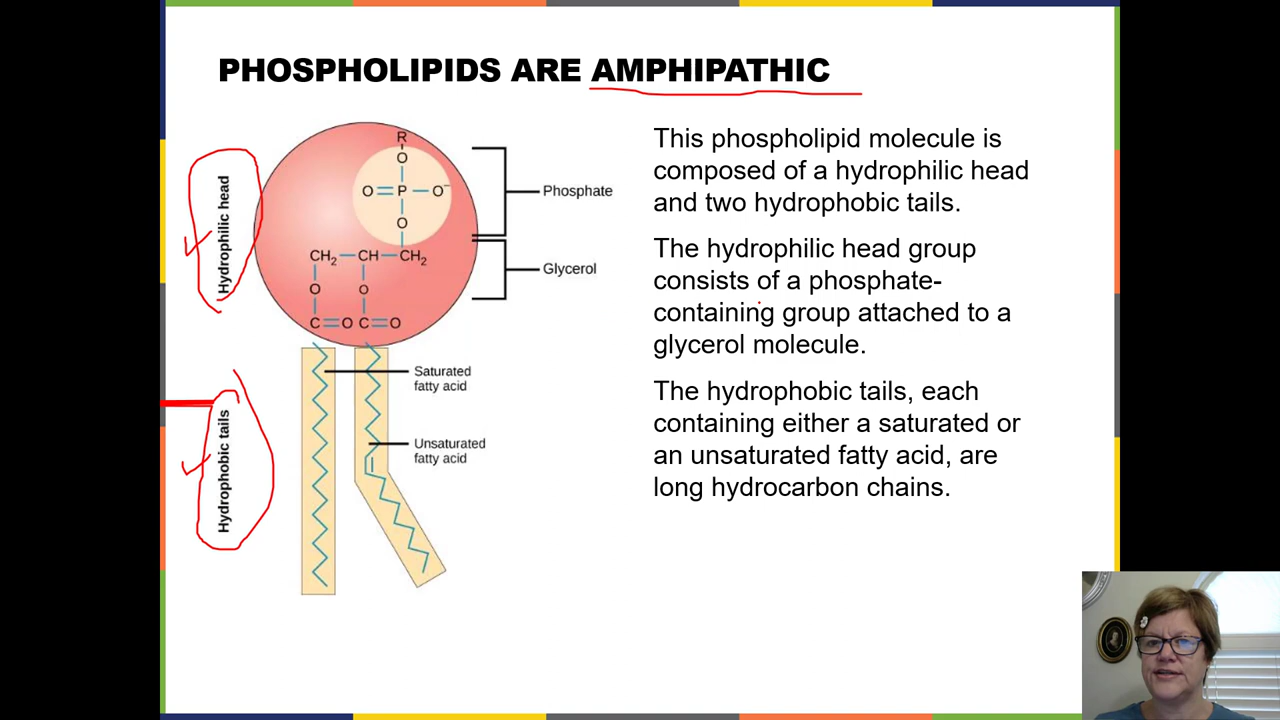 PHOSPHOLIPIDS ARE AMPHIPATHIC
Hydrophilic head
R
O
O=P—O⁻
O
CH₂—CH—CH₂
O O
C=O C=O
Phosphate
Glycerol
Hydrophobic tails
Saturated
fatty acid
Unsaturated
fatty acid
This phospholipid molecule is
composed of a hydrophilic head
and two hydrophobic tails.
The hydrophilic head group
consists of a phosphate-
containing group attached to a
glycerol molecule.
The hydrophobic tails, each
containing either a saturated or
an unsaturated fatty acid, are
long hydrocarbon chains.